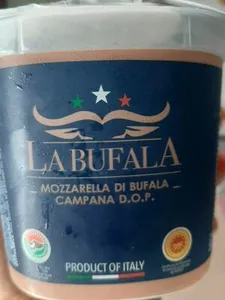 LA BUFALA
MOZZARELLA DI BUFALA
CAMPANA D.O.P.
PRODUCT OF ITALY